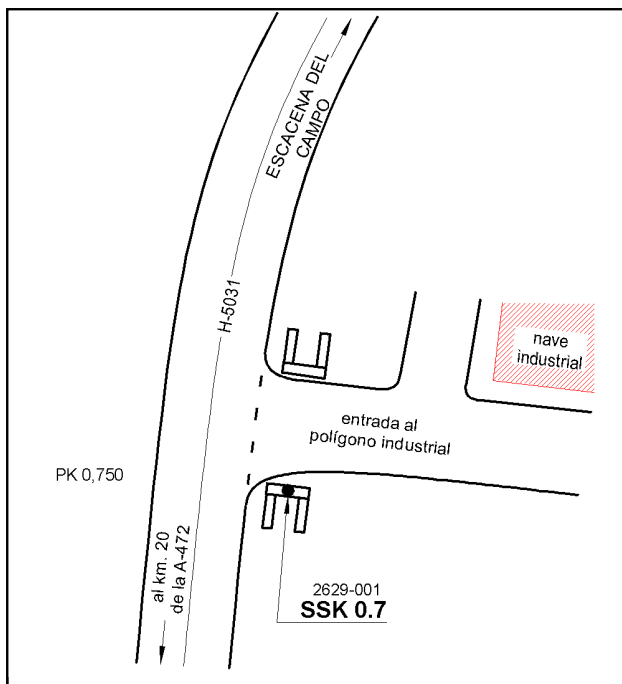 ESCACENA DEL
CAMPO
H-5031
nave
industrial
entrada al
polígono industrial
PK 0,750
al km. 20
de la A-472
2629-001
SSK 0.7